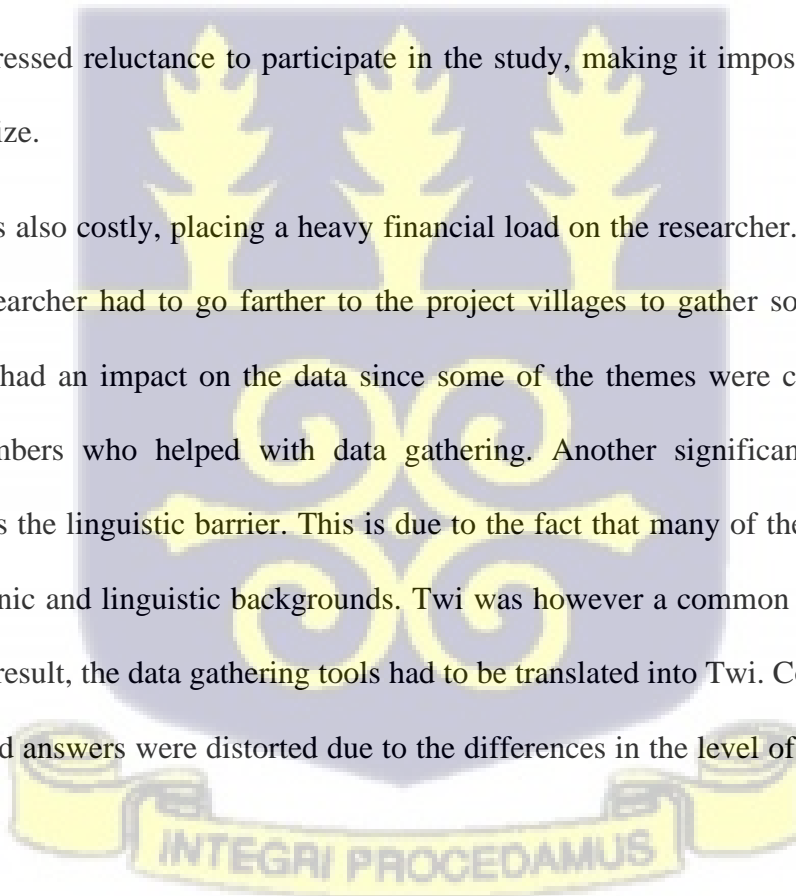 ressed reluctance to participate in the study, making it impos
ize.
s also costly, placing a heavy financial load on the researcher.
earcher had to go farther to the project villages to gather so
had an impact on the data since some of the themes were c
mbers who helped with data gathering. Another significan
s the linguistic barrier. This is due to the fact that many of the
nic and linguistic backgrounds. Twi was however a common
result, the data gathering tools had to be translated into Twi. C
d answers were distorted due to the differences in the level of
INTEGRI PROCEDAMUS